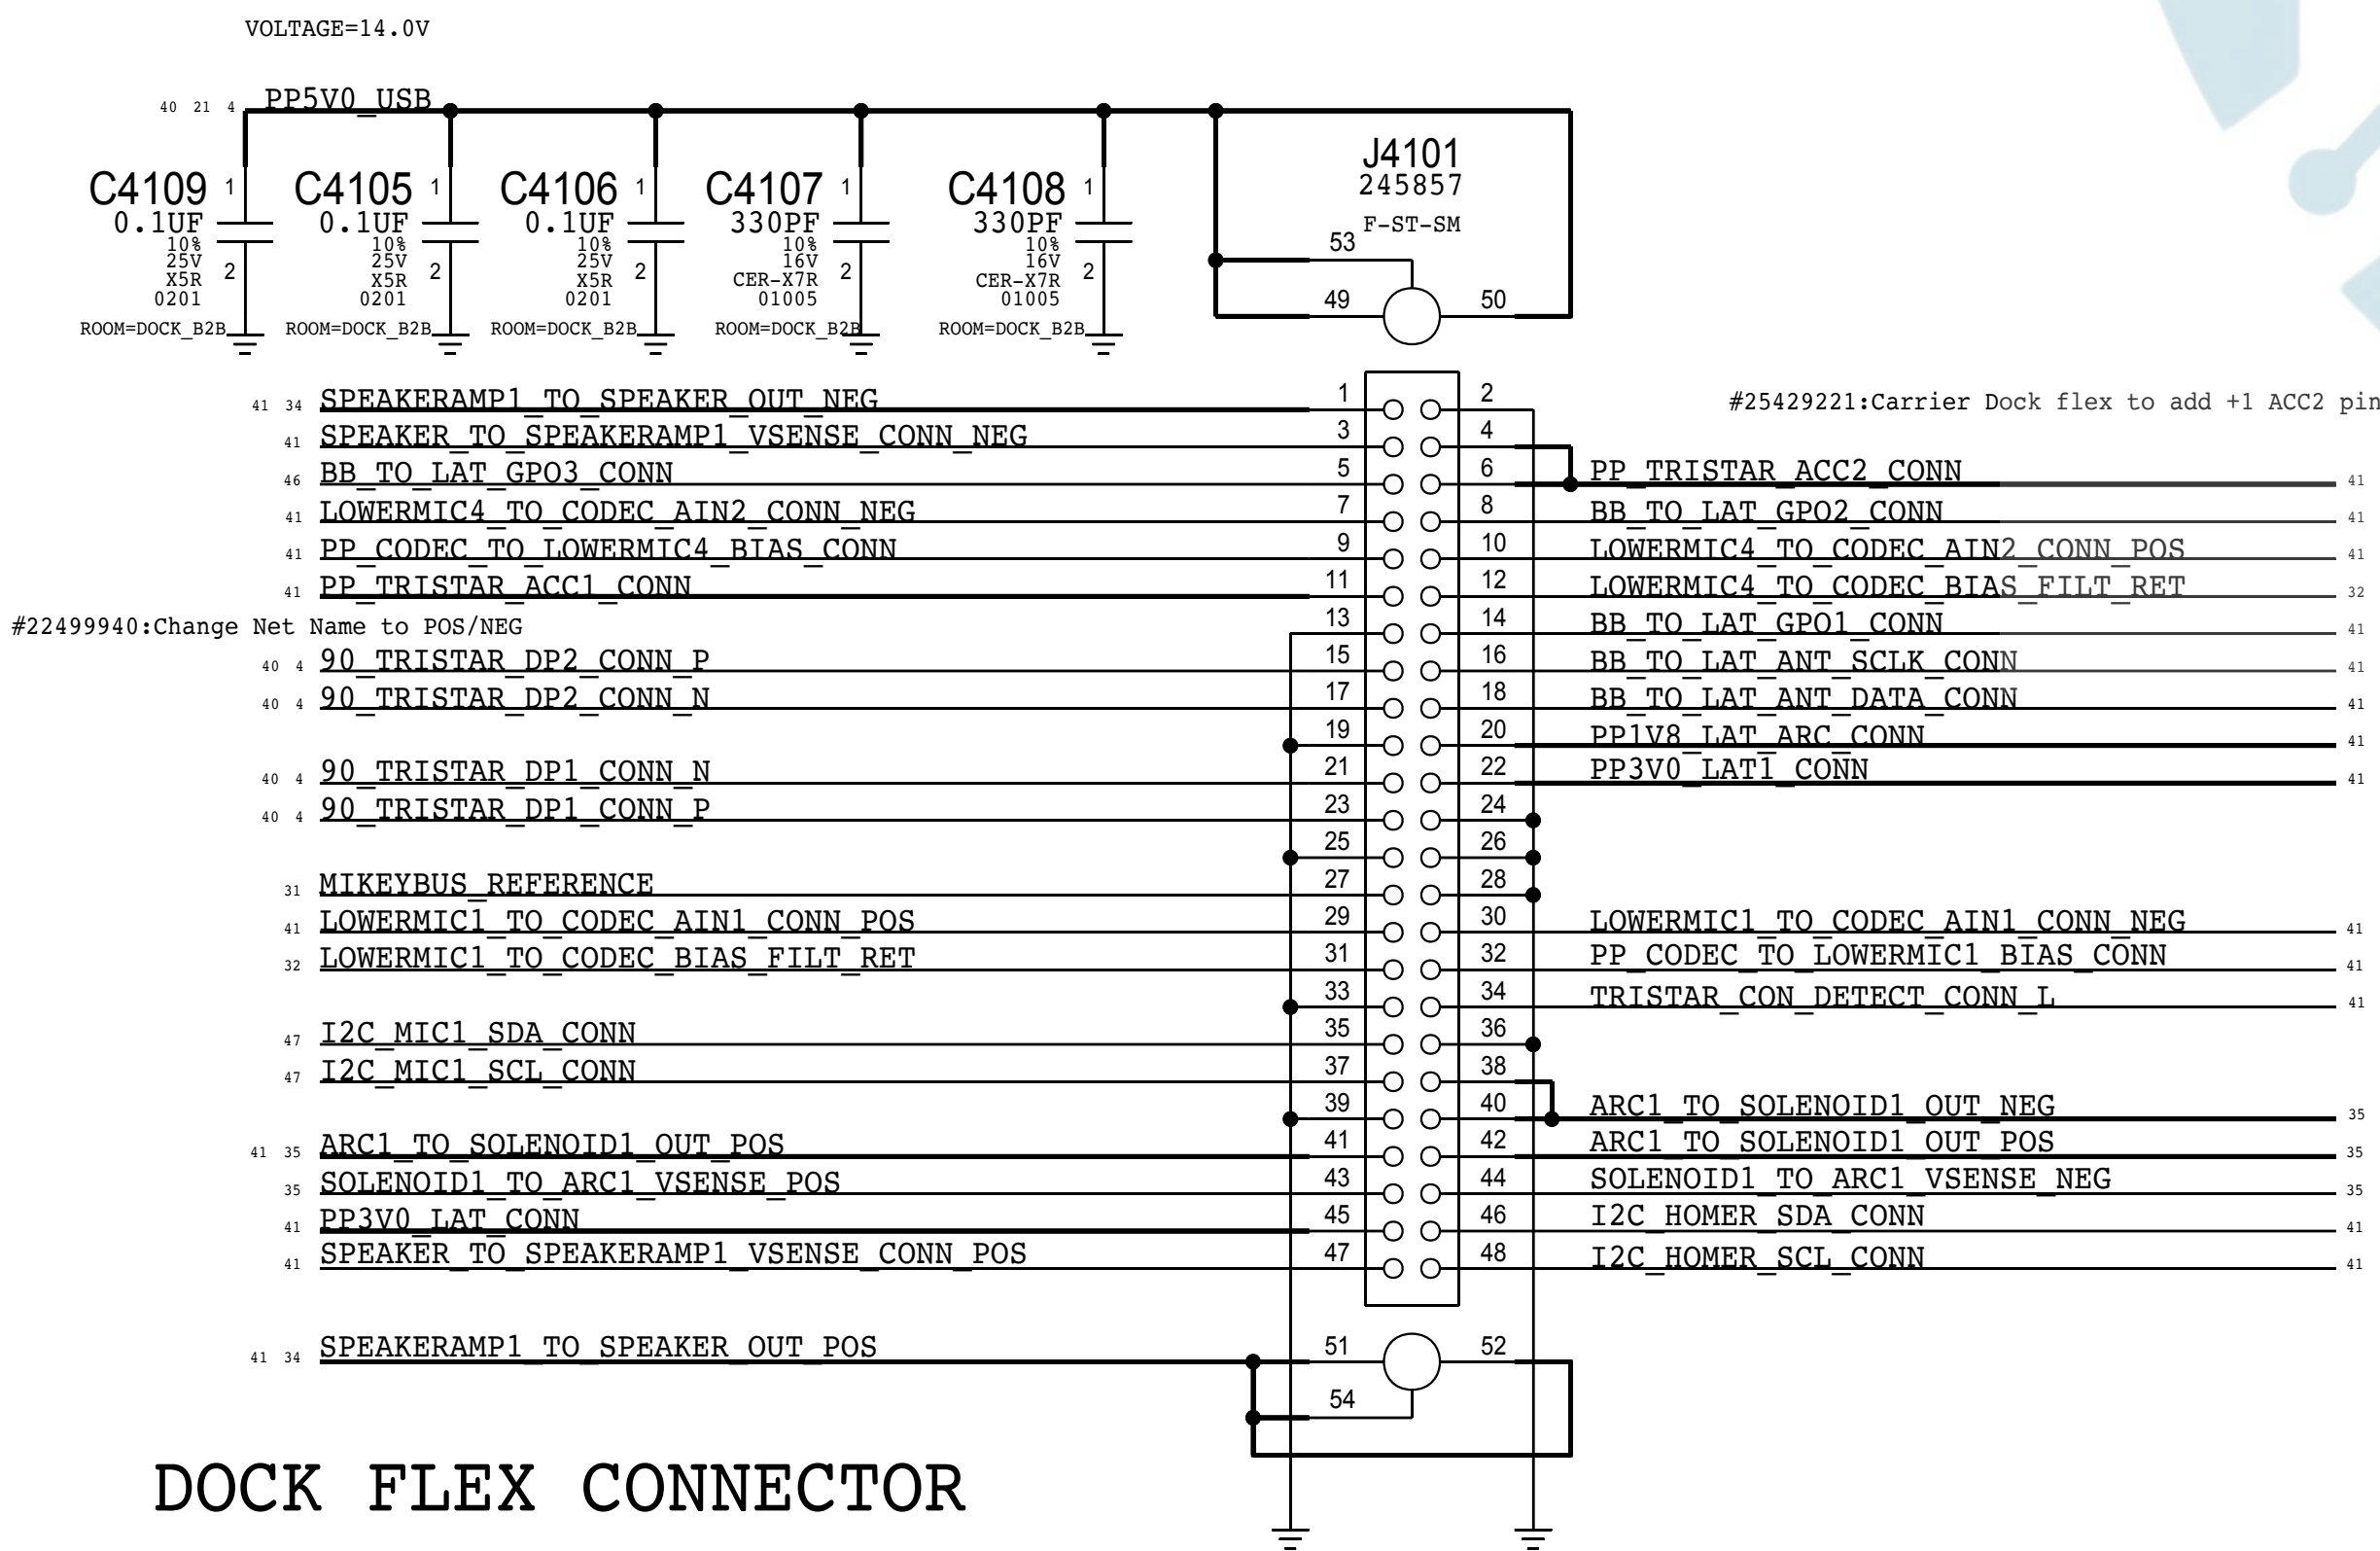 VOLTAGE=14.0V
40 21 4 PP5V0_USB
C4109 1
0.1UF
10%
25V
X5R 2
0201
ROOM=DOCK_B2B
C4105 1
0.1UF
10%
25V
X5R 2
0201
ROOM=DOCK_B2B
C4106 1
0.1UF
10%
25V
X5R 2
0201
ROOM=DOCK_B2B
C4107 1
330PF
10%
16V
CER-X7R 2
01005
ROOM=DOCK_B2B
C4108 1
330PF
10%
16V
CER-X7R 2
01005
ROOM=DOCK_B2B
J4101
245857
F-ST-SM
53
49 50
41 34 SPEAKERAMP1_TO_SPEAKER_OUT_NEG 1 2
#25429221:Carrier Dock flex to add +1 ACC2 pin
41 SPEAKER_TO_SPEAKERAMP1_VSENSE_CONN_NEG 3 4
46 BB_TO_LAT_GPO3_CONN 5 6 PP_TRISTAR_ACC2_CONN 41
41 LOWERMIC4_TO_CODEC_AIN2_CONN_NEG 7 8 BB_TO_LAT_GPO2_CONN 41
41 PP_CODEC_TO_LOWERMIC4_BIAS_CONN 9 10 LOWERMIC4_TO_CODEC_AIN2_CONN_POS 41
41 PP_TRISTAR_ACC1_CONN 11 12 LOWERMIC4_TO_CODEC_BIAS_FILT_RET 32
#22499940:Change Net Name to POS/NEG 13 14 BB_TO_LAT_GPO1_CONN 41
40 4 90_TRISTAR_DP2_CONN_P 15 16 BB_TO_LAT_ANT_SCLK_CONN 41
40 4 90_TRISTAR_DP2_CONN_N 17 18 BB_TO_LAT_ANT_DATA_CONN 41
19 20 PP1V8_LAT_ARC_CONN 41
40 4 90_TRISTAR_DP1_CONN_N 21 22 PP3V0_LAT1_CONN 41
40 4 90_TRISTAR_DP1_CONN_P 23 24
25 26
31 MIKEYBUS_REFERENCE 27 28
41 LOWERMIC1_TO_CODEC_AIN1_CONN_POS 29 30 LOWERMIC1_TO_CODEC_AIN1_CONN_NEG 41
32 LOWERMIC1_TO_CODEC_BIAS_FILT_RET 31 32 PP_CODEC_TO_LOWERMIC1_BIAS_CONN 41
33 34 TRISTAR_CON_DETECT_CONN_L 41
47 I2C_MIC1_SDA_CONN 35 36
47 I2C_MIC1_SCL_CONN 37 38
39 40 ARC1_TO_SOLENOID1_OUT_NEG 35
41 35 ARC1_TO_SOLENOID1_OUT_POS 41 42 ARC1_TO_SOLENOID1_OUT_POS 35
35 SOLENOID1_TO_ARC1_VSENSE_POS 43 44 SOLENOID1_TO_ARC1_VSENSE_NEG 35
41 PP3V0_LAT_CONN 45 46 I2C_HOMER_SDA_CONN 41
41 SPEAKER_TO_SPEAKERAMP1_VSENSE_CONN_POS 47 48 I2C_HOMER_SCL_CONN 41
41 34 SPEAKERAMP1_TO_SPEAKER_OUT_POS 51 52
54
DOCK FLEX CONNECTOR